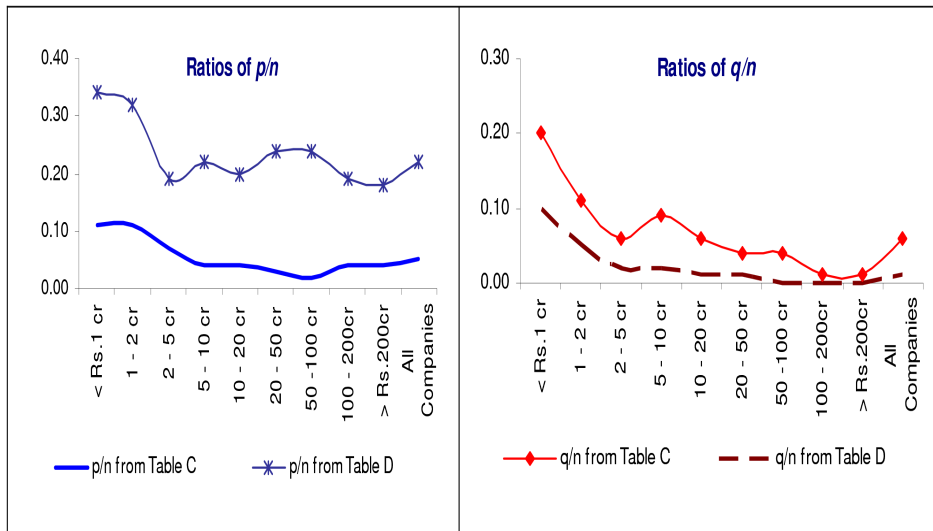 Ratios of p/n
0.40
0.30
0.20
0.10
0.00
< Rs.1 cr
1 - 2 cr
2 - 5 cr
5 - 10 cr
10 - 20 cr
20 - 50 cr
50 -100 cr
100 - 200cr
> Rs.200cr
All
Companies
p/n from Table C
p/n from Table D
Ratios of q/n
0.30
0.20
0.10
0.00
< Rs.1 cr
1 - 2 cr
2 - 5 cr
5 - 10 cr
10 - 20 cr
20 - 50 cr
50 -100 cr
100 - 200cr
> Rs.200cr
All
Companies
q/n from Table C
q/n from Table D